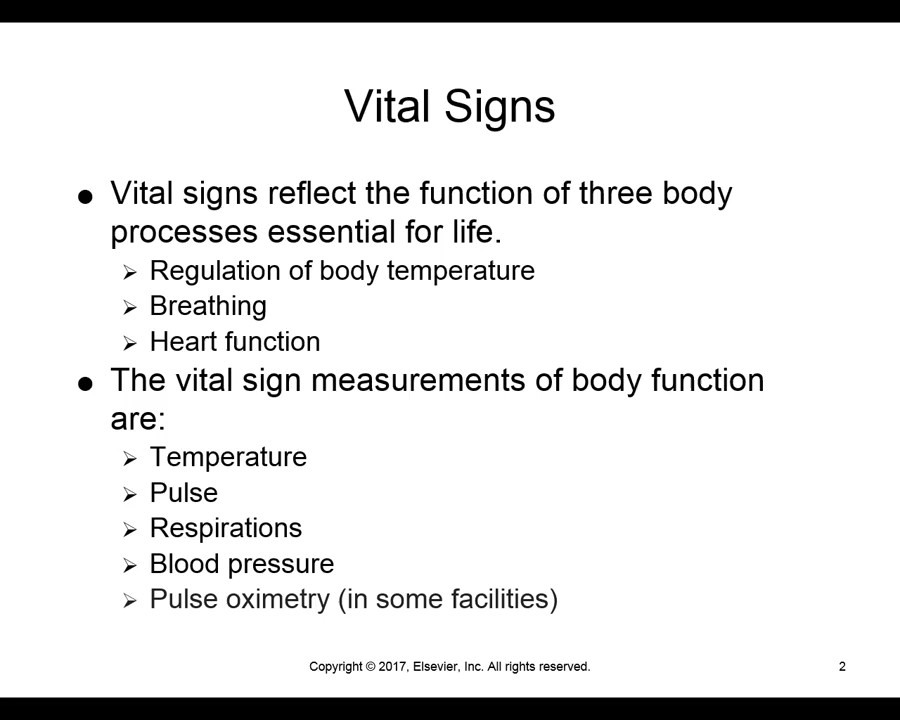 Vital Signs
● Vital signs reflect the function of three body
processes essential for life.
➢ Regulation of body temperature
➢ Breathing
➢ Heart function
● The vital sign measurements of body function
are:
➢ Temperature
➢ Pulse
➢ Respirations
➢ Blood pressure
➢ Pulse oximetry (in some facilities)
Copyright © 2017, Elsevier, Inc. All rights reserved.
2